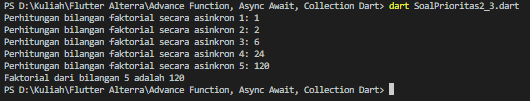 PS D:\Kuliah\Flutter Alterra\Advance Function, Async Await, Collection Dart> dart SoalPrioritas2_3.dart
Perhitungan bilangan faktorial secara asinkron 1: 1
Perhitungan bilangan faktorial secara asinkron 2: 2
Perhitungan bilangan faktorial secara asinkron 3: 6
Perhitungan bilangan faktorial secara asinkron 4: 24
Perhitungan bilangan faktorial secara asinkron 5: 120
Faktorial dari bilangan 5 adalah 120
PS D:\Kuliah\Flutter Alterra\Advance Function, Async Await, Collection Dart>